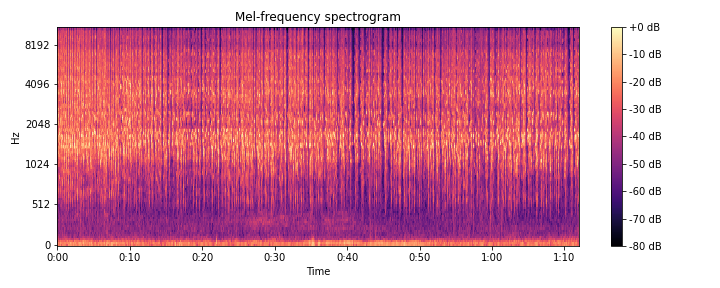 Mel-frequency spectrogram
Hz
8192
4096
2048
1024
512
0
0:00 0:10 0:20 0:30 0:40 0:50 1:00 1:10
Time
+0 dB
-10 dB
-20 dB
-30 dB
-40 dB
-50 dB
-60 dB
-70 dB
-80 dB